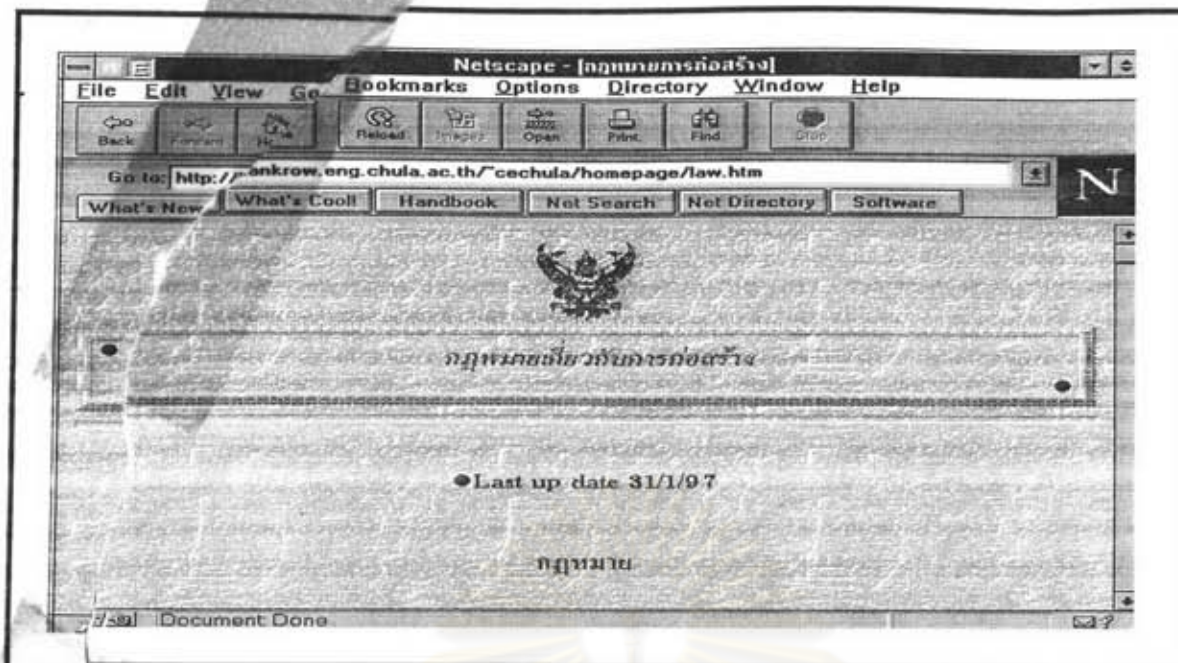 Netscape - [กฎหมายการก่อสร้าง]
File Edit View Go Bookmarks Options Directory Window Help
Back Forward Reload Images Open Print Find Stop
Go to: http:// ankrow.eng.chula.ac.th/~cechula/homepage/law.htm
N
What's New What's Cool! Handbook Net Search Net Directory Software
กฎหมายเกี่ยวกับการก่อสร้าง
Last up date 31/1/97
กฎหมาย
Document Done